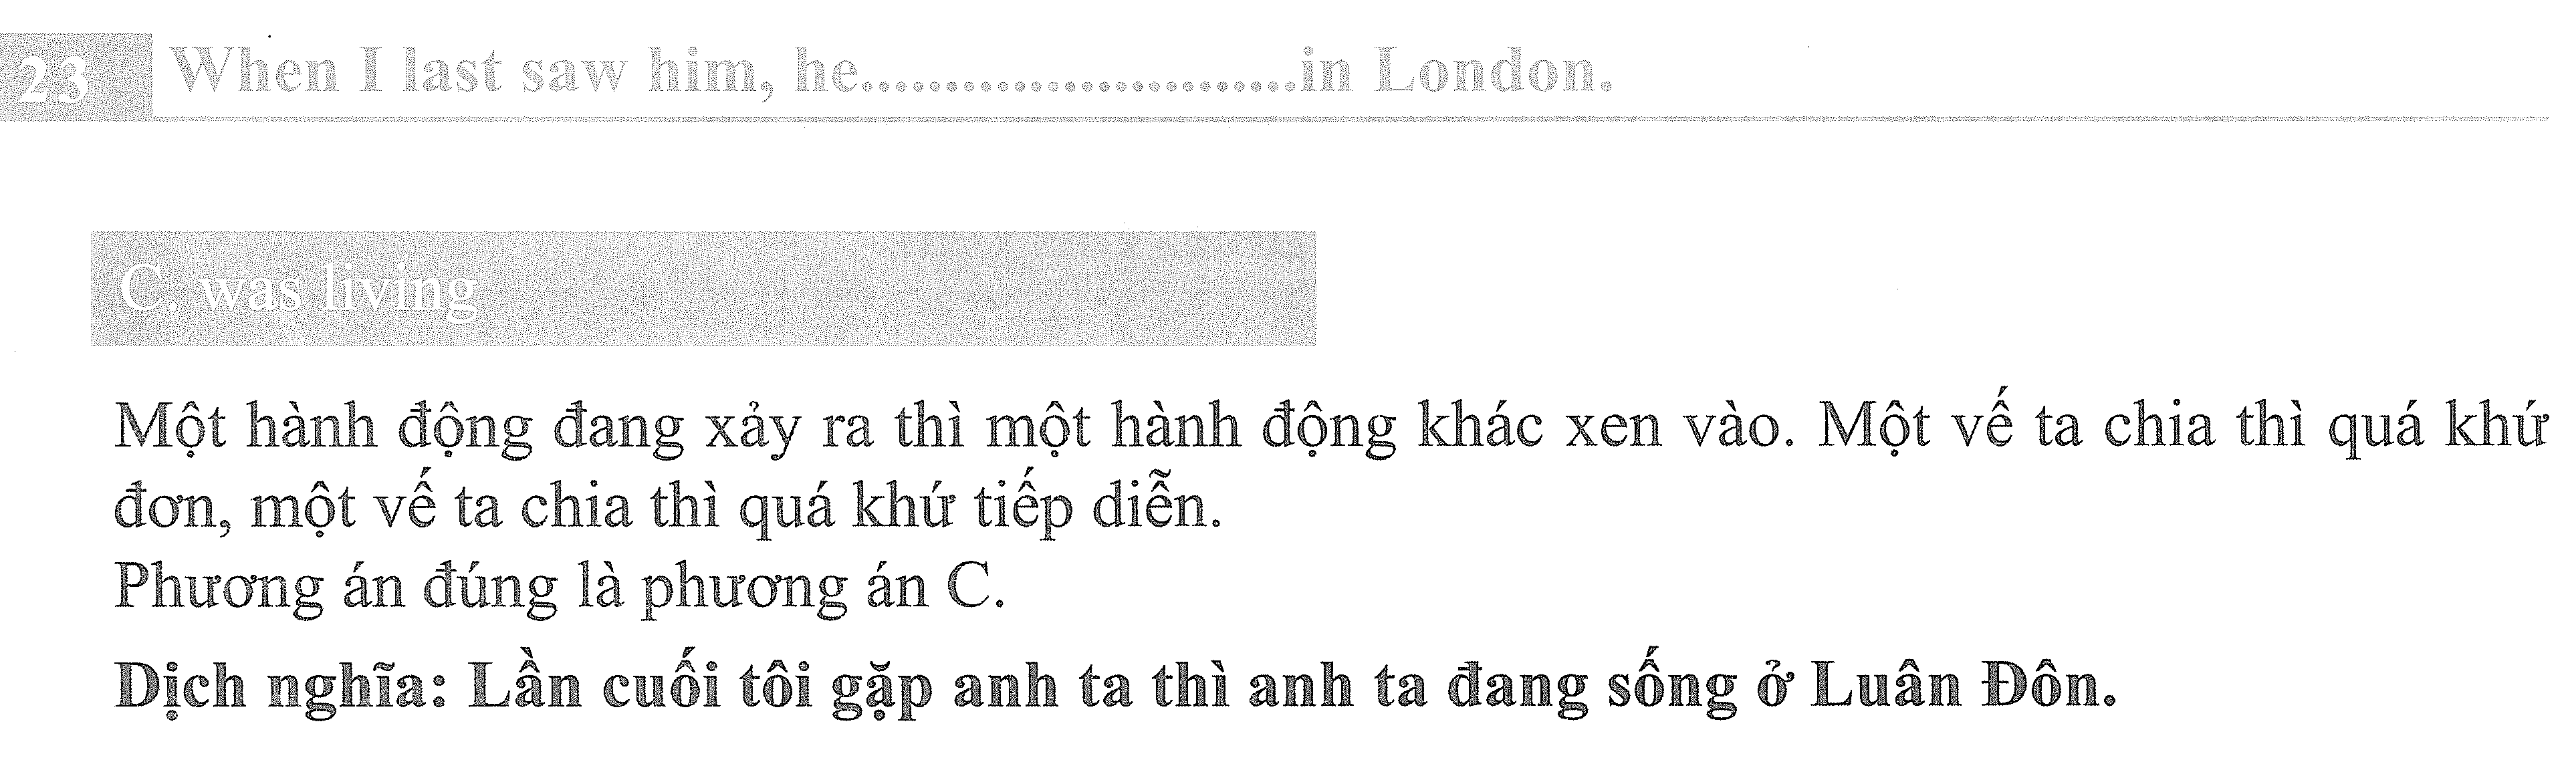 23 When I last saw him, he..........................in London.
C. was living
Một hành động đang xảy ra thì một hành động khác xen vào. Một vế ta chia thì quá khứ
đơn, một vế ta chia thì quá khứ tiếp diễn.
Phương án đúng là phương án C.
Dịch nghĩa: Lần cuối tôi gặp anh ta thì anh ta đang sống ở Luân Đôn.